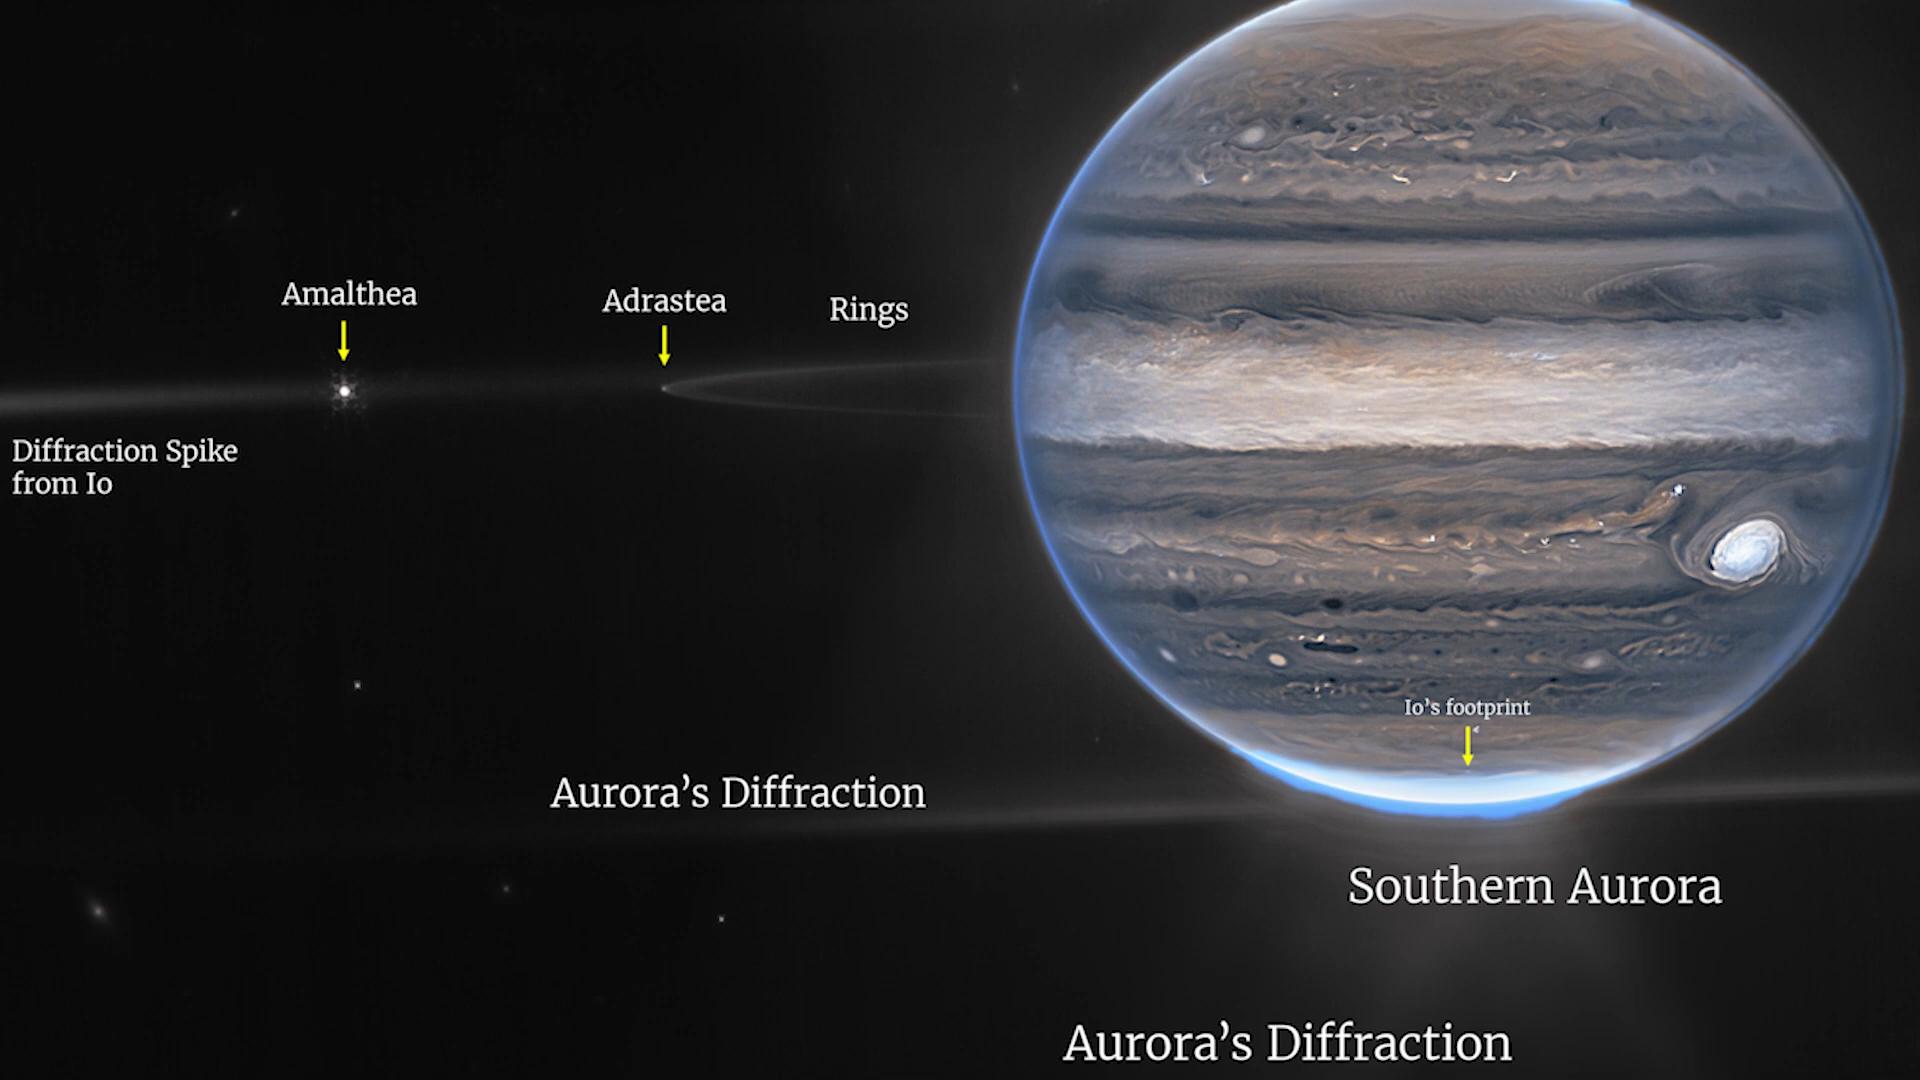 Amalthea
Adrastea
Rings
Diffraction Spike
from Io
Io’s footprint
Aurora’s Diffraction
Southern Aurora
Aurora’s Diffraction